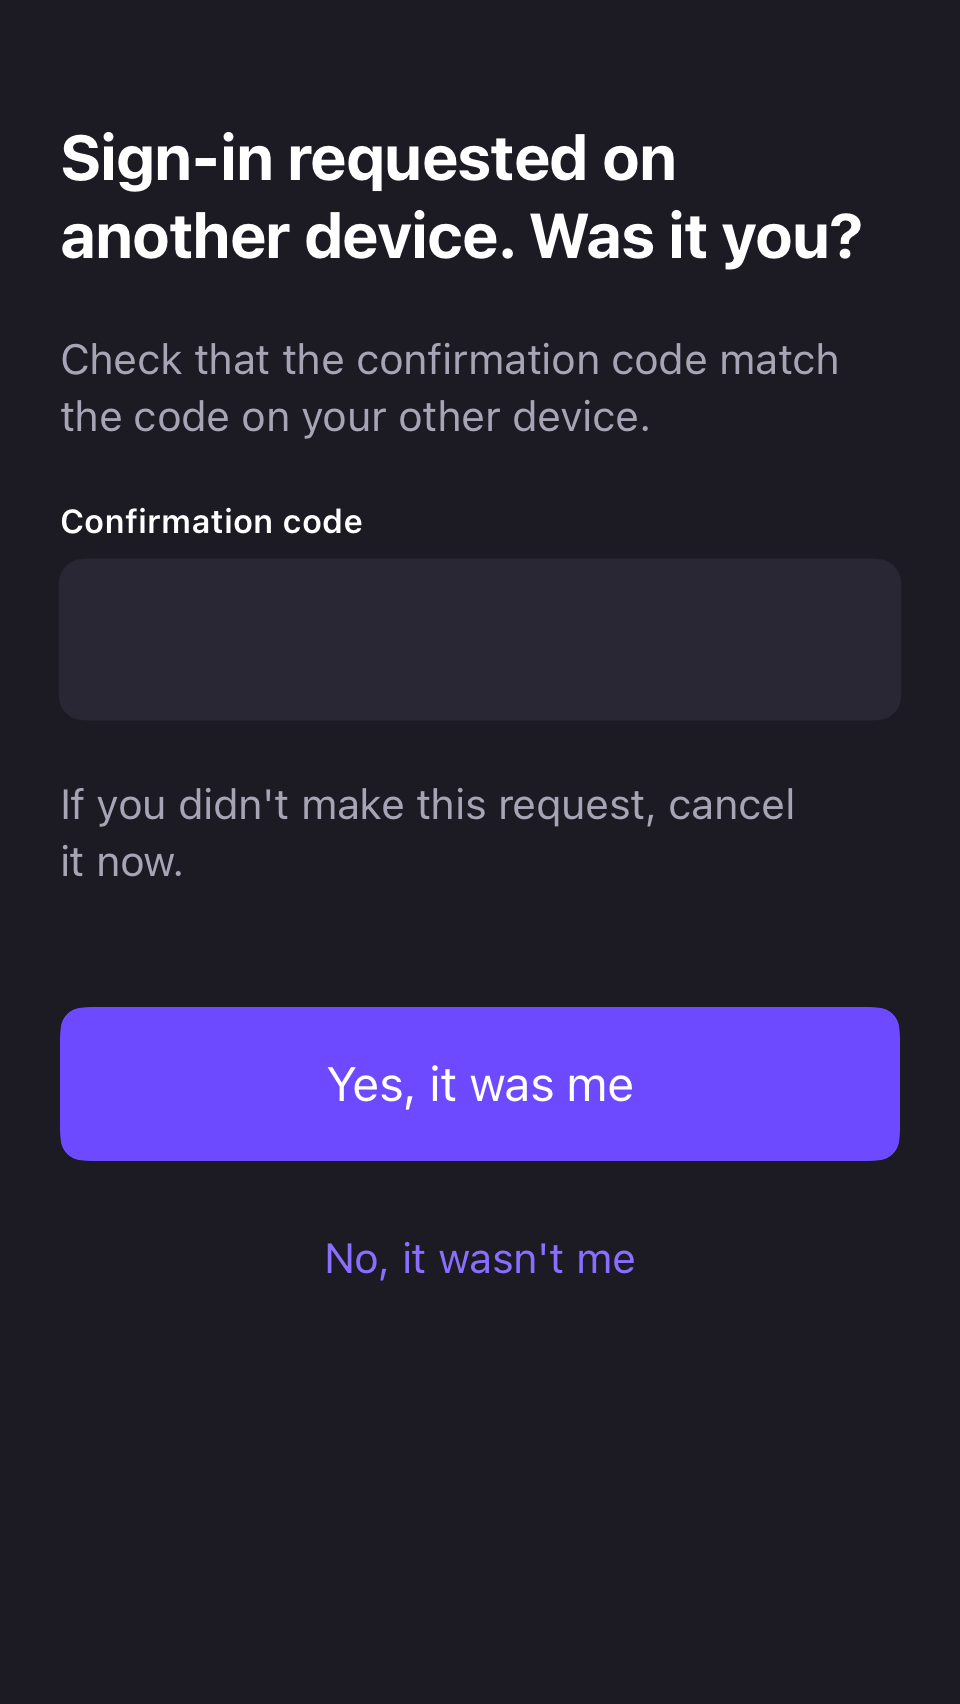 Sign-in requested on
another device. Was it you?
Check that the confirmation code match
the code on your other device.
Confirmation code
If you didn't make this request, cancel
it now.
Yes, it was me
No, it wasn't me